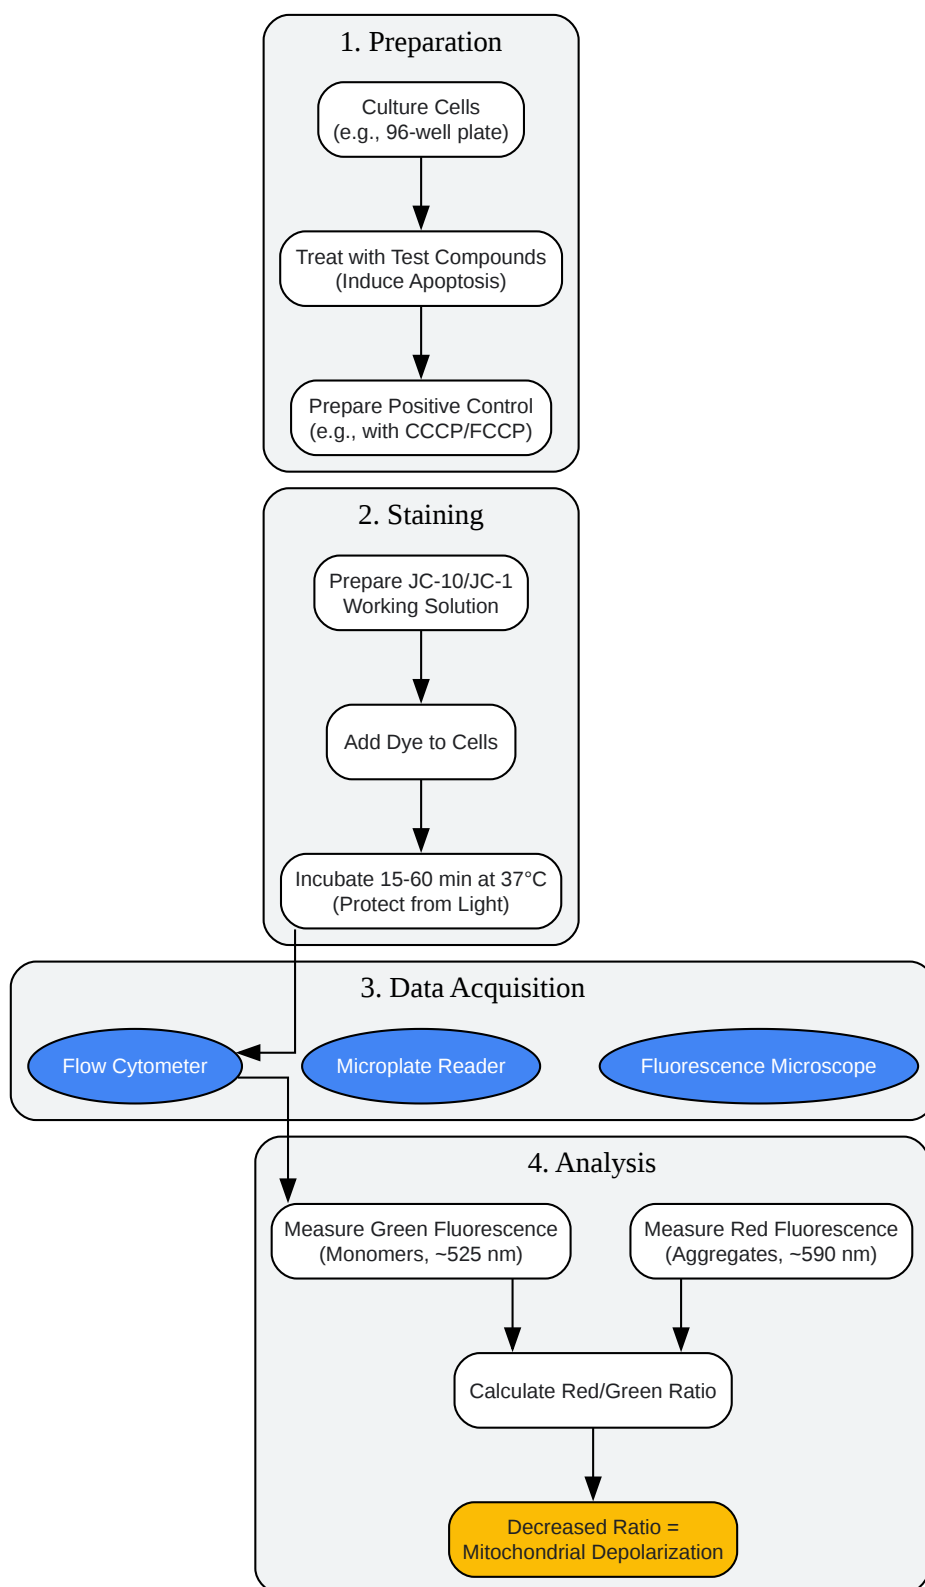 1. Preparation
Culture Cells
(e.g., 96-well plate)
Treat with Test Compounds
(Induce Apoptosis)
Prepare Positive Control
(e.g., with CCCP/FCCP)
2. Staining
Prepare JC-10/JC-1
Working Solution
Add Dye to Cells
Incubate 15-60 min at 37°C
(Protect from Light)
3. Data Acquisition
Flow Cytometer
Microplate Reader
Fluorescence Microscope
4. Analysis
Measure Green Fluorescence
(Monomers, ~525 nm)
Measure Red Fluorescence
(Aggregates, ~590 nm)
Calculate Red/Green Ratio
Decreased Ratio =
Mitochondrial Depolarization